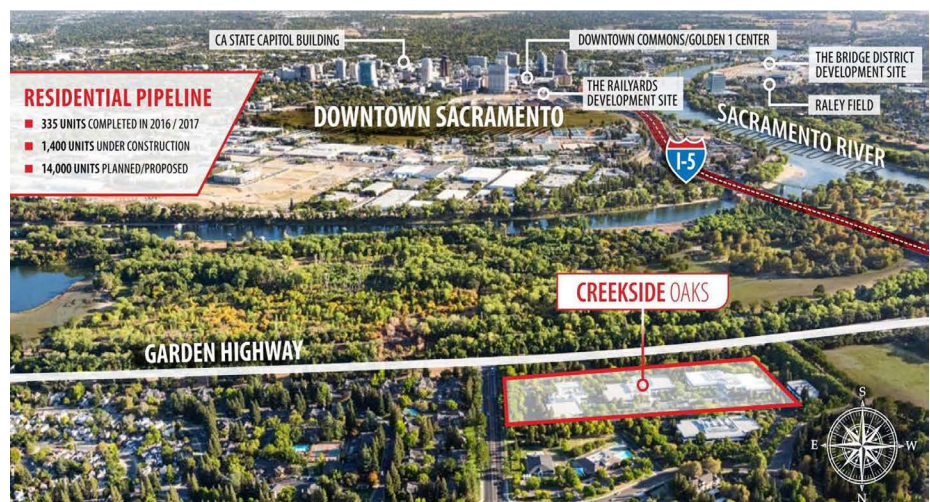 CA STATE CAPITOL BUILDING
DOWNTOWN COMMONS/GOLDEN 1 CENTER
THE BRIDGE DISTRICT
DEVELOPMENT SITE
RALEY FIELD
THE RAILYARDS
DEVELOPMENT SITE
RESIDENTIAL PIPELINE
335 UNITS COMPLETED IN 2016 / 2017
1,400 UNITS UNDER CONSTRUCTION
14,000 UNITS PLANNED/PROPOSED
DOWNTOWN SACRAMENTO
SACRAMENTO RIVER
I-5
CREEKSIDE OAKS
GARDEN HIGHWAY
S
E
W
N